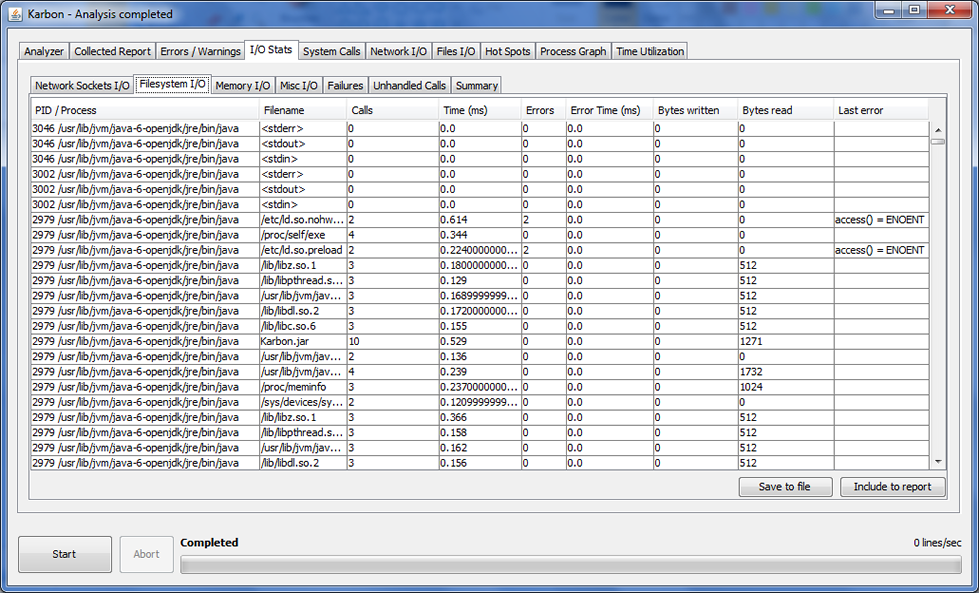 Karbon - Analysis completed
Analyzer Collected Report Errors / Warnings I/O Stats System Calls Network I/O Files I/O Hot Spots Process Graph Time Utilization
Network Sockets I/O Filesystem I/O Memory I/O Misc I/O Failures Unhandled Calls Summary
PID / Process Filename Calls Time (ms) Errors Error Time (ms) Bytes written Bytes read Last error
3046 /usr/lib/jvm/java-6-openjdk/jre/bin/java <stderr> 0 0.0 0 0.0 0 0
3046 /usr/lib/jvm/java-6-openjdk/jre/bin/java <stdout> 0 0.0 0 0.0 0 0
3046 /usr/lib/jvm/java-6-openjdk/jre/bin/java <stdin> 0 0.0 0 0.0 0 0
3002 /usr/lib/jvm/java-6-openjdk/jre/bin/java <stderr> 0 0.0 0 0.0 0 0
3002 /usr/lib/jvm/java-6-openjdk/jre/bin/java <stdout> 0 0.0 0 0.0 0 0
3002 /usr/lib/jvm/java-6-openjdk/jre/bin/java <stdin> 0 0.0 0 0.0 0 0
2979 /usr/lib/jvm/java-6-openjdk/jre/bin/java /etc/ld.so.nohw... 2 0.614 2 0.0 0 0 access() = ENOENT
2979 /usr/lib/jvm/java-6-openjdk/jre/bin/java /proc/self/exe 4 0.344 0 0.0 0 0
2979 /usr/lib/jvm/java-6-openjdk/jre/bin/java /etc/ld.so.preload 2 0.2240000000... 2 0.0 0 0 access() = ENOENT
2979 /usr/lib/jvm/java-6-openjdk/jre/bin/java /lib/libz.so.1 3 0.1800000000... 0 0.0 0 512
2979 /usr/lib/jvm/java-6-openjdk/jre/bin/java /lib/libpthread.s... 3 0.129 0 0.0 0 512
2979 /usr/lib/jvm/java-6-openjdk/jre/bin/java /usr/lib/jvm/jav... 3 0.1689999999... 0 0.0 0 512
2979 /usr/lib/jvm/java-6-openjdk/jre/bin/java /lib/libdl.so.2 3 0.1720000000... 0 0.0 0 512
2979 /usr/lib/jvm/java-6-openjdk/jre/bin/java /lib/libc.so.6 3 0.155 0 0.0 0 512
2979 /usr/lib/jvm/java-6-openjdk/jre/bin/java Karbon.jar 10 0.529 0 0.0 0 1271
2979 /usr/lib/jvm/java-6-openjdk/jre/bin/java /usr/lib/jvm/jav... 2 0.136 0 0.0 0 0
2979 /usr/lib/jvm/java-6-openjdk/jre/bin/java /usr/lib/jvm/jav... 4 0.239 0 0.0 0 1732
2979 /usr/lib/jvm/java-6-openjdk/jre/bin/java /proc/meminfo 3 0.2370000000... 0 0.0 0 1024
2979 /usr/lib/jvm/java-6-openjdk/jre/bin/java /sys/devices/sy... 2 0.1209999999... 0 0.0 0 0
2979 /usr/lib/jvm/java-6-openjdk/jre/bin/java /lib/libz.so.1 3 0.366 0 0.0 0 512
2979 /usr/lib/jvm/java-6-openjdk/jre/bin/java /lib/libpthread.s... 3 0.158 0 0.0 0 512
2979 /usr/lib/jvm/java-6-openjdk/jre/bin/java /usr/lib/jvm/jav... 3 0.162 0 0.0 0 512
2979 /usr/lib/jvm/java-6-openjdk/jre/bin/java /lib/libdl.so.2 3 0.156 0 0.0 0 512
Save to file Include to report
Completed 0 lines/sec
Start Abort